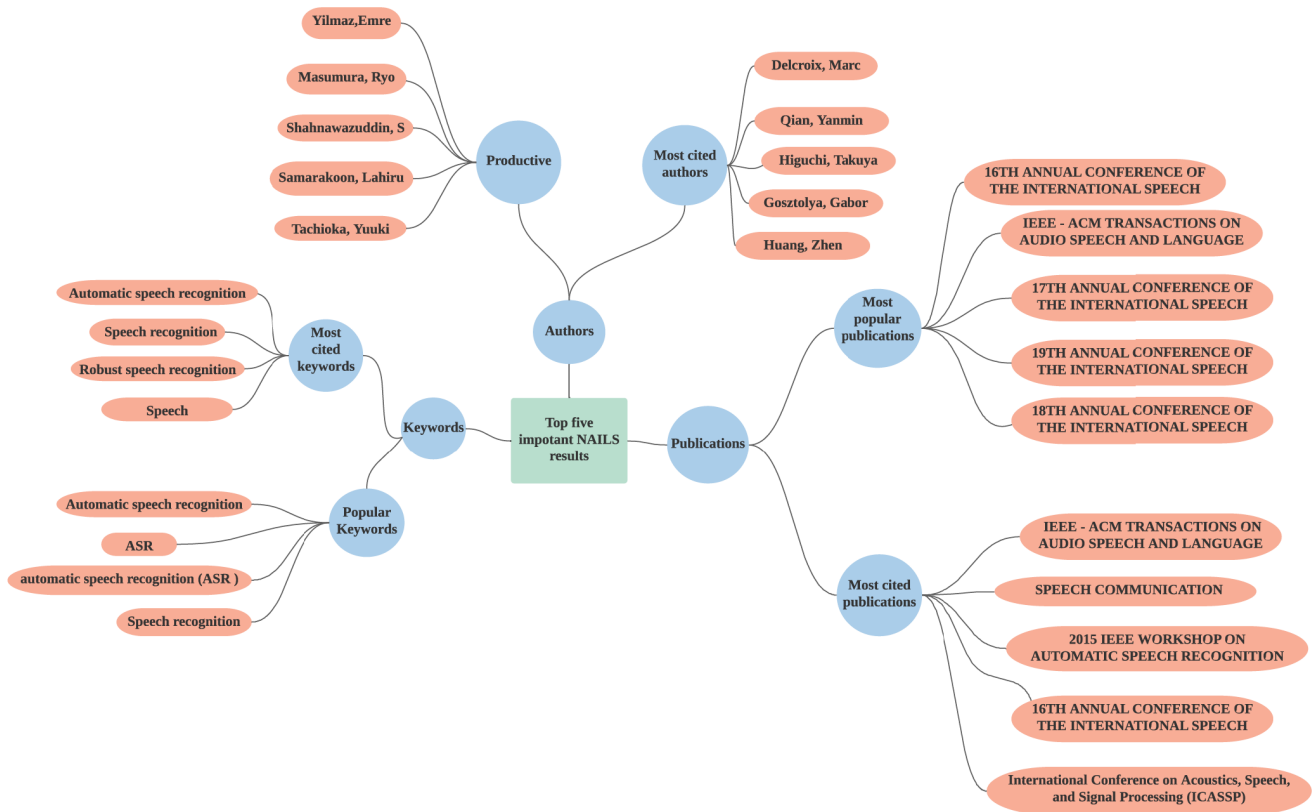 Yilmaz,Emre
Masumura, Ryo
Shahnawazuddin, S
Samarakoon, Lahiru
Tachioka, Yuuki
Productive
Most cited
authors
Delcroix, Marc
Qian, Yanmin
Higuchi, Takuya
Gosztolya, Gabor
Huang, Zhen
Authors
Automatic speech recognition
Speech recognition
Robust speech recognition
Speech
Most
cited
keywords
Keywords
Popular
Keywords
Automatic speech recognition
ASR
automatic speech recognition (ASR )
Speech recognition
Top five
impotant NAILS
results
Publications
Most
popular
publications
16TH ANNUAL CONFERENCE OF
THE INTERNATIONAL SPEECH
IEEE - ACM TRANSACTIONS ON
AUDIO SPEECH AND LANGUAGE
17TH ANNUAL CONFERENCE OF
THE INTERNATIONAL SPEECH
19TH ANNUAL CONFERENCE OF
THE INTERNATIONAL SPEECH
18TH ANNUAL CONFERENCE OF
THE INTERNATIONAL SPEECH
Most cited
publications
IEEE - ACM TRANSACTIONS ON
AUDIO SPEECH AND LANGUAGE
SPEECH COMMUNICATION
2015 IEEE WORKSHOP ON
AUTOMATIC SPEECH RECOGNITION
16TH ANNUAL CONFERENCE OF
THE INTERNATIONAL SPEECH
International Conference on Acoustics, Speech,
and Signal Processing (ICASSP)